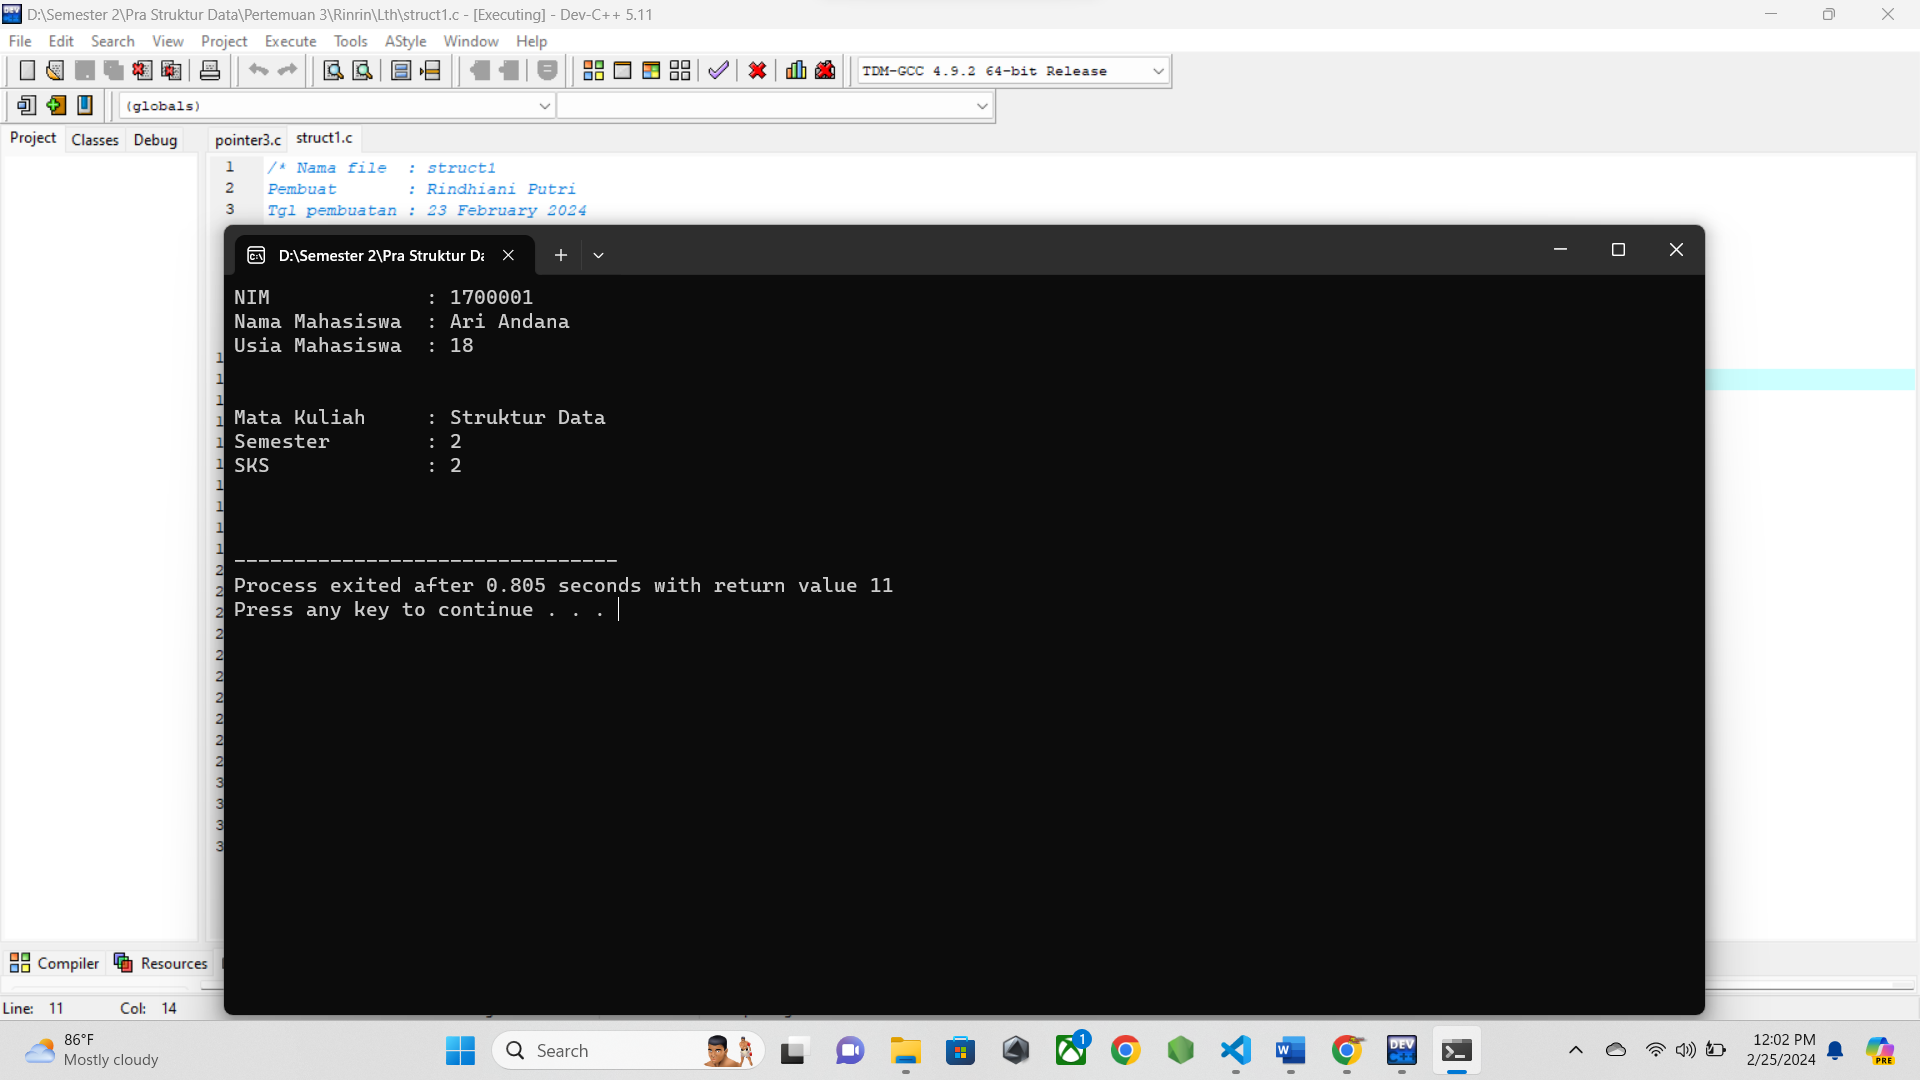 D:\Semester 2\Pra Struktur Data\Pertemuan 3\Rinrin\Lth\struct1.c - [Executing] - Dev-C++ 5.11
File Edit Search View Project Execute Tools AStyle Window Help
TDM-GCC 4.9.2 64-bit Release
(globals)
Project Classes Debug
pointer3.c struct1.c
1 /* Nama file : struct1
2 Pembuat : Rindhiani Putri
3 Tgl pembuatan : 23 February 2024
D:\Semester 2\Pra Struktur Da
NIM : 1700001
Nama Mahasiswa : Ari Andana
Usia Mahasiswa : 18
Mata Kuliah : Struktur Data
Semester : 2
SKS : 2
--------------------------------
Process exited after 0.805 seconds with return value 11
Press any key to continue . . .
Compiler Resources
Line: 11 Col: 14
86°F
Mostly cloudy
Search
1
DEV
C++
12:02 PM
2/25/2024
PRE